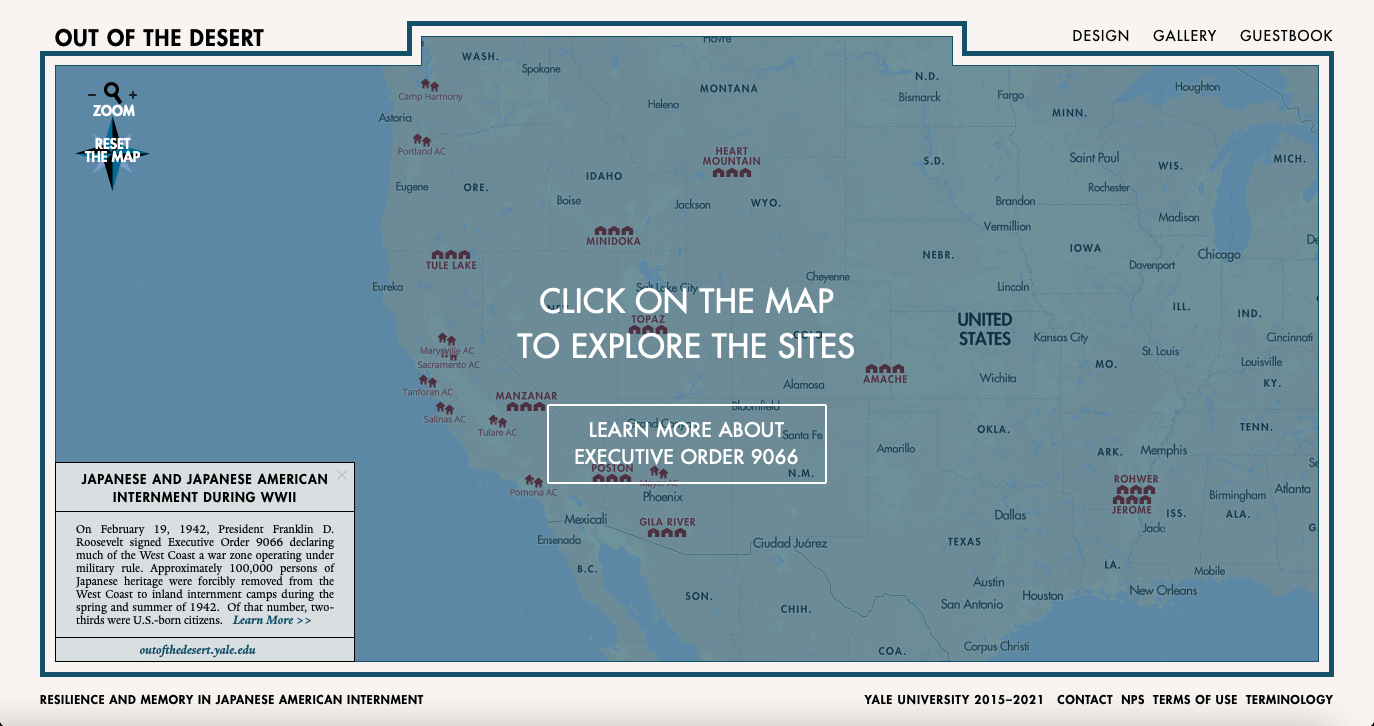 OUT OF THE DESERT
DESIGN GALLERY GUESTBOOK
− +
ZOOM
RESET
THE MAP
Havre
WASH.
Spokane
Camp Harmony
Astoria
Portland AC
Eugene
ORE.
IDAHO
Boise
MONTANA
Helena
HEART
MOUNTAIN
Jackson
WYO.
N.D.
Bismarck
Fargo
MINN.
Houghton
S.D.
Saint Paul
WIS.
MICH.
Rochester
Brandon
Vermillion
Madison
MINIDOKA
TULE LAKE
Eureka
NEBR.
IOWA
Chicago
De
Davenport
Cheyenne
Lincoln
Salt Lake City
NEV.
TOPAZ
COLO.
CLICK ON THE MAP
TO EXPLORE THE SITES
UNITED
STATES
ILL.
IND.
Kansas City
Cincinnati
St. Louis
MO.
Louisville
KY.
Marysville AC
Sacramento AC
Tanforan AC
Salinas AC
Tulare AC
MANZANAR
AMACHE
Alamosa
Wichita
Bloomfield
Grand Canyon
Santa Fe
LEARN MORE ABOUT
EXECUTIVE ORDER 9066
Amarillo
OKLA.
TENN.
ARK.
Memphis
N.M.
POSTON
Mayer AC
Phoenix
Pomona AC
ROHWER
JEROME
ISS.
Jacks
Birmingham
ALA.
Atlanta
Se
G
Mexicali
Ensenada
GILA RIVER
Ciudad Juárez
Dallas
TEXAS
B.C.
SON.
CHIH.
COA.
LA.
Mobile
Austin
Houston
New Orleans
San Antonio
Corpus Christi
JAPANESE AND JAPANESE AMERICAN
INTERNMENT DURING WWII
On February 19, 1942, President Franklin D.
Roosevelt signed Executive Order 9066 declaring
much of the West Coast a war zone operating under
military rule. Approximately 100,000 persons of
Japanese heritage were forcibly removed from the
West Coast to inland internment camps during the
spring and summer of 1942. Of that number, two-
thirds were U.S.-born citizens. Learn More >>
outofthedesert.yale.edu
RESILIENCE AND MEMORY IN JAPANESE AMERICAN INTERNMENT
YALE UNIVERSITY 2015–2021 CONTACT NPS TERMS OF USE TERMINOLOGY